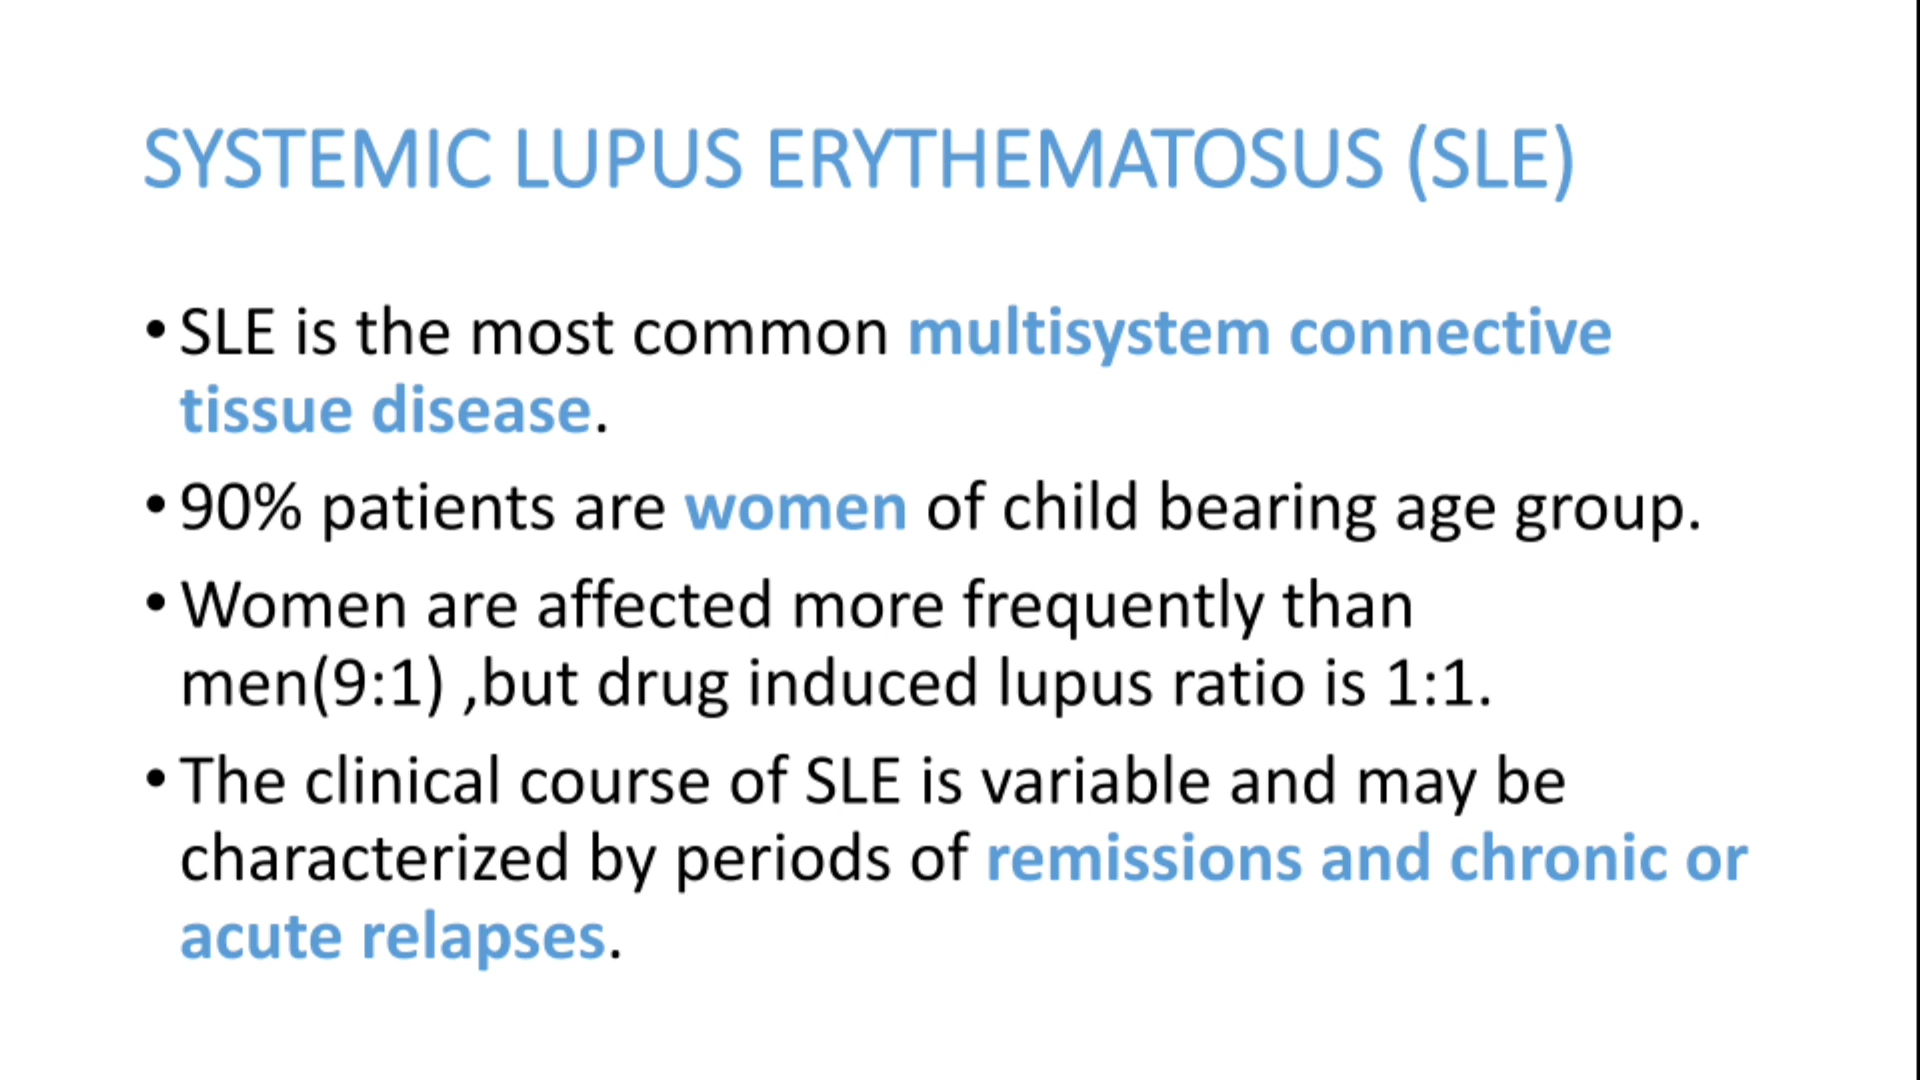 SYSTEMIC LUPUS ERYTHEMATOSUS (SLE)
• SLE is the most common multisystem connective
tissue disease.
• 90% patients are women of child bearing age group.
• Women are affected more frequently than
men(9:1) ,but drug induced lupus ratio is 1:1.
• The clinical course of SLE is variable and may be
characterized by periods of remissions and chronic or
acute relapses.